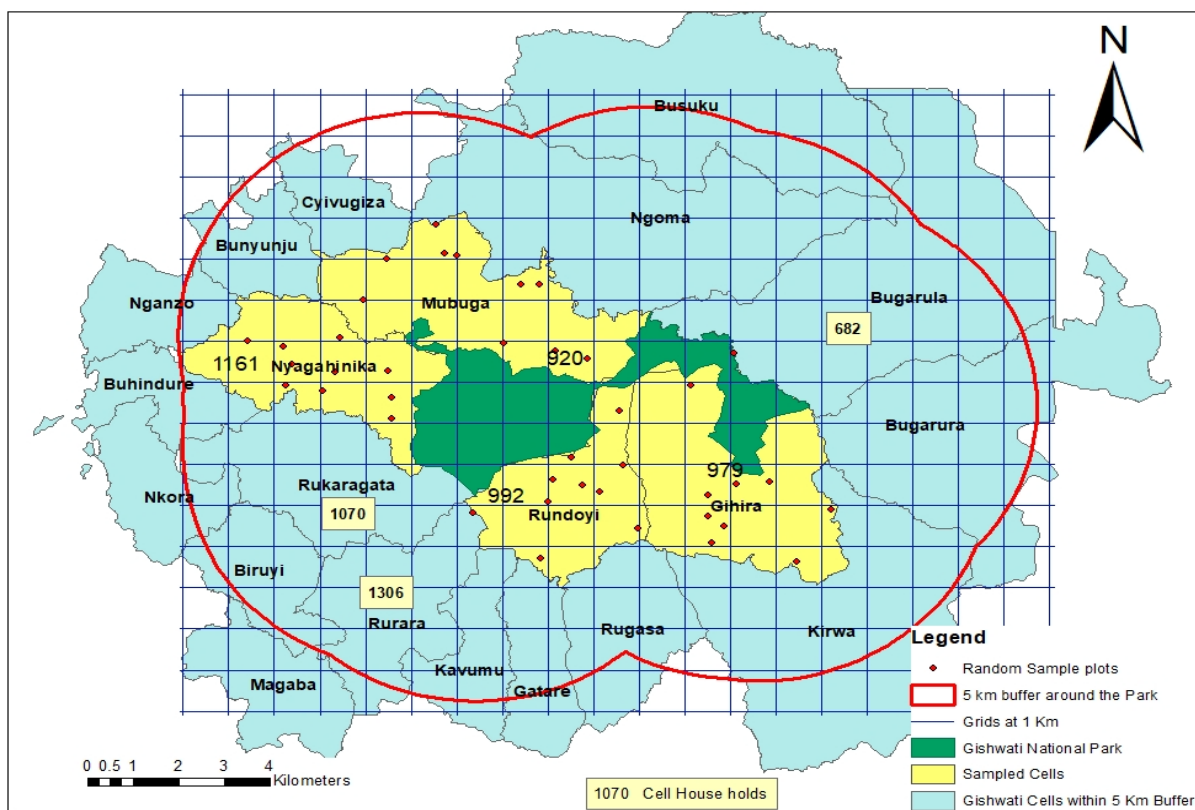 N
Busuku
Cyivugiza
Ngoma
Bunyunju
Nganzo
Mubuga
Bugarula
682
1161
Nyagahinika
920
Buhindure
Bugarura
979
Nkora
Rukaragata
992
Gihira
1070
Rundoyi
Biruyi
1306
Rurara
Rugasa
Kirwa
Kavumu
Magaba
Gatare
Legend
Random Sample plots
5 km buffer around the Park
Grids at 1 Km
Gishwati National Park
Sampled Cells
Gishwati Cells within 5 Km Buffer
0 0.5 1 2 3 4
Kilometers
1070 Cell House holds